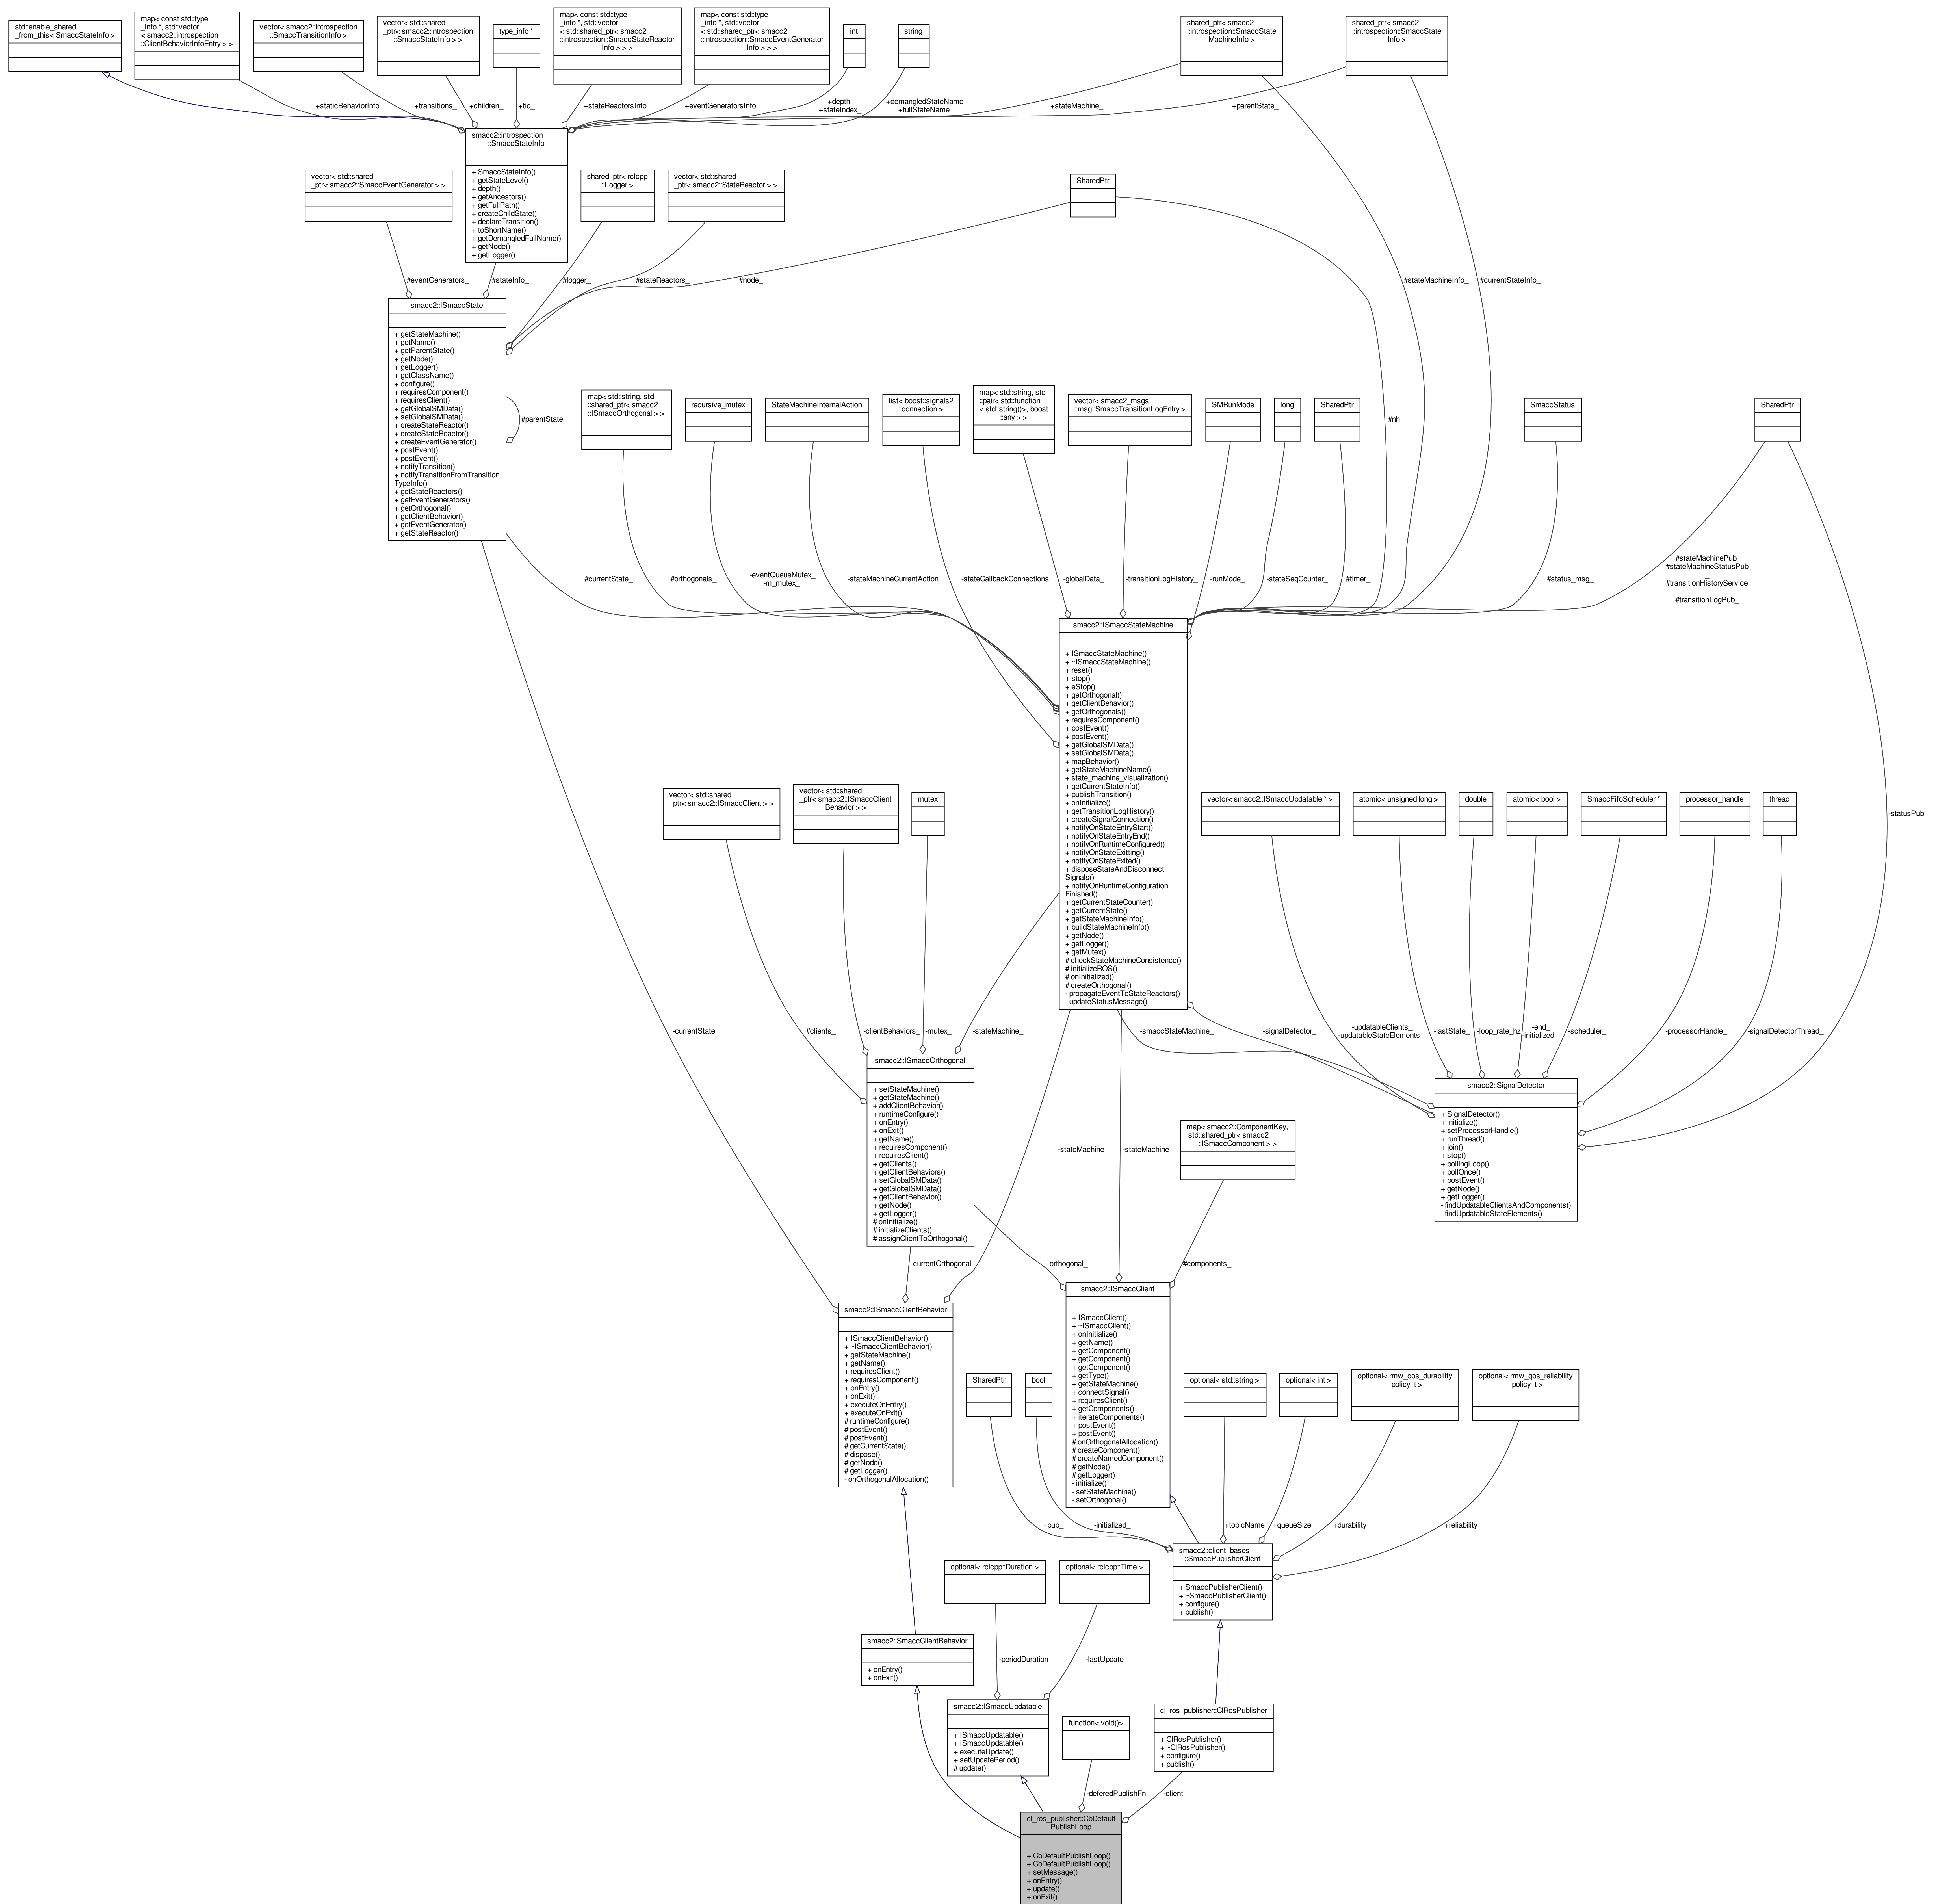 std::enable_shared
_from_this< SmaccStateInfo >
map< const std::type
_info *, std::vector
< smacc2::introspection
::ClientBehaviorInfoEntry > >
vector< smacc2::introspection
::SmaccTransitionInfo >
vector< std::shared
_ptr< smacc2::introspection
::SmaccStateInfo > >
type_info *
map< const std::type
_info *, std::vector
< std::shared_ptr< smacc2
::introspection::SmaccStateReactor
Info > > >
map< const std::type
_info *, std::vector
< std::shared_ptr< smacc2
::introspection::SmaccEventGenerator
Info > > >
int
string
shared_ptr< smacc2
::introspection::SmaccState
MachineInfo >
shared_ptr< smacc2
::introspection::SmaccState
Info >
+staticBehaviorInfo
+transitions_
+children_
+tid_
+stateReactorsInfo
+eventGeneratorsInfo
+depth_
+stateIndex_
+demangledStateName
+fullStateName
+stateMachine_
+parentState_
smacc2::introspection
::SmaccStateInfo
+ SmaccStateInfo()
+ getStateLevel()
+ depth()
+ getAncestors()
+ getFullPath()
+ createChildState()
+ declareTransition()
+ toShortName()
+ getDemangledFullName()
+ getNode()
+ getLogger()
vector< std::shared
_ptr< smacc2::SmaccEventGenerator > >
shared_ptr< rclcpp
::Logger >
vector< std::shared
_ptr< smacc2::StateReactor > >
SharedPtr
#eventGenerators_
#stateInfo_
#logger_
#stateReactors_
#node_
#stateMachineInfo_
#currentStateInfo_
smacc2::ISmaccState
+ getStateMachine()
+ getName()
+ getParentState()
+ getNode()
+ getLogger()
+ getClassName()
+ configure()
+ requiresComponent()
+ requiresClient()
+ getGlobalSMData()
+ setGlobalSMData()
+ createStateReactor()
+ createStateReactor()
+ createEventGenerator()
+ postEvent()
+ postEvent()
+ notifyTransition()
+ notifyTransitionFromTransition
TypeInfo()
+ getStateReactors()
+ getEventGenerators()
+ getOrthogonal()
+ getClientBehavior()
+ getEventGenerator()
+ getStateReactor()
#parentState_
map< std::string, std
::shared_ptr< smacc2
::ISmaccOrthogonal > >
recursive_mutex
StateMachineInternalAction
list< boost::signals2
::connection >
map< std::string, std
::pair< std::function
< std::string()>, boost
::any > >
vector< smacc2_msgs
::msg::SmaccTransitionLogEntry >
SMRunMode
long
SharedPtr
#nh_
SmaccStatus
SharedPtr
#currentState_
#orthogonals_
-eventQueueMutex_
-m_mutex_
-stateMachineCurrentAction
-stateCallbackConnections
-globalData_
-transitionLogHistory_
-runMode_
-stateSeqCounter_
#timer_
#status_msg_
#stateMachinePub_
#stateMachineStatusPub
_
#transitionHistoryService
_
#transitionLogPub_
smacc2::ISmaccStateMachine
+ ISmaccStateMachine()
+ ~ISmaccStateMachine()
+ reset()
+ stop()
+ eStop()
+ getOrthogonal()
+ getClientBehavior()
+ getOrthogonals()
+ requiresComponent()
+ postEvent()
+ postEvent()
+ getGlobalSMData()
+ setGlobalSMData()
+ mapBehavior()
+ getStateMachineName()
+ state_machine_visualization()
+ getCurrentStateInfo()
+ publishTransition()
+ onInitialize()
+ getTransitionLogHistory()
+ createSignalConnection()
+ notifyOnStateEntryStart()
+ notifyOnStateEntryEnd()
+ notifyOnRuntimeConfigured()
+ notifyOnStateExitting()
+ notifyOnStateExited()
+ disposeStateAndDisconnect
Signals()
+ notifyOnRuntimeConfiguration
Finished()
+ getCurrentStateCounter()
+ getCurrentState()
+ getStateMachineInfo()
+ buildStateMachineInfo()
+ getNode()
+ getLogger()
+ getMutex()
# checkStateMachineConsistence()
# initializeROS()
# onInitialized()
# createOrthogonal()
- propagateEventToStateReactors()
- updateStatusMessage()
vector< std::shared
_ptr< smacc2::ISmaccClient > >
vector< std::shared
_ptr< smacc2::ISmaccClient
Behavior > >
mutex
vector< smacc2::ISmaccUpdatable * >
atomic< unsigned long >
double
atomic< bool >
SmaccFifoScheduler *
processor_handle
thread
-statusPub_
-currentState
#clients_
-clientBehaviors_
-mutex_
-stateMachine_
-smaccStateMachine_
-signalDetector_
-updatableClients_
-updatableStateElements_
-lastState_
-loop_rate_hz
-end_
-initialized_
-scheduler_
-processorHandle_
-signalDetectorThread_
smacc2::ISmaccOrthogonal
+ setStateMachine()
+ getStateMachine()
+ addClientBehavior()
+ runtimeConfigure()
+ onEntry()
+ onExit()
+ getName()
+ requiresComponent()
+ requiresClient()
+ getClients()
+ getClientBehaviors()
+ setGlobalSMData()
+ getGlobalSMData()
+ getClientBehavior()
+ getNode()
+ getLogger()
# onInitialize()
# initializeClients()
# assignClientToOrthogonal()
smacc2::SignalDetector
+ SignalDetector()
+ initialize()
+ setProcessorHandle()
+ runThread()
+ join()
+ stop()
+ pollingLoop()
+ pollOnce()
+ postEvent()
+ getNode()
+ getLogger()
- findUpdatableClientsAndComponents()
- findUpdatableStateElements()
-stateMachine_
-stateMachine_
map< smacc2::ComponentKey,
std::shared_ptr< smacc2
::ISmaccComponent > >
-currentOrthogonal
-orthogonal_
#components_
smacc2::ISmaccClientBehavior
+ ISmaccClientBehavior()
+ ~ISmaccClientBehavior()
+ getStateMachine()
+ getName()
+ requiresClient()
+ requiresComponent()
+ onEntry()
+ onExit()
+ executeOnEntry()
+ executeOnExit()
# runtimeConfigure()
# postEvent()
# postEvent()
# getCurrentState()
# dispose()
# getNode()
# getLogger()
- onOrthogonalAllocation()
smacc2::ISmaccClient
+ ISmaccClient()
+ ~ISmaccClient()
+ onInitialize()
+ getName()
+ getComponent()
+ getComponent()
+ getComponent()
+ getType()
+ getStateMachine()
+ connectSignal()
+ requiresClient()
+ getComponents()
+ iterateComponents()
+ postEvent()
+ postEvent()
# onOrthogonalAllocation()
# createComponent()
# createNamedComponent()
# getNode()
# getLogger()
- initialize()
- setStateMachine()
- setOrthogonal()
SharedPtr
bool
optional< std::string >
optional< int >
optional< rmw_qos_durability
_policy_t >
optional< rmw_qos_reliability
_policy_t >
+pub_
-initialized_
+topicName
+queueSize
+durability
+reliability
smacc2::client_bases
::SmaccPublisherClient
+ SmaccPublisherClient()
+ ~SmaccPublisherClient()
+ configure()
+ publish()
optional< rclcpp::Duration >
optional< rclcpp::Time >
smacc2::SmaccClientBehavior
+ onEntry()
+ onExit()
-periodDuration_
-lastUpdate_
smacc2::ISmaccUpdatable
+ ISmaccUpdatable()
+ ISmaccUpdatable()
+ executeUpdate()
+ setUpdatePeriod()
# update()
function< void()>
cl_ros_publisher::ClRosPublisher
+ ClRosPublisher()
+ ~ClRosPublisher()
+ configure()
+ publish()
-deferedPublishFn_
-client_
cl_ros_publisher::CbDefault
PublishLoop
+ CbDefaultPublishLoop()
+ CbDefaultPublishLoop()
+ setMessage()
+ onEntry()
+ update()
+ onExit()